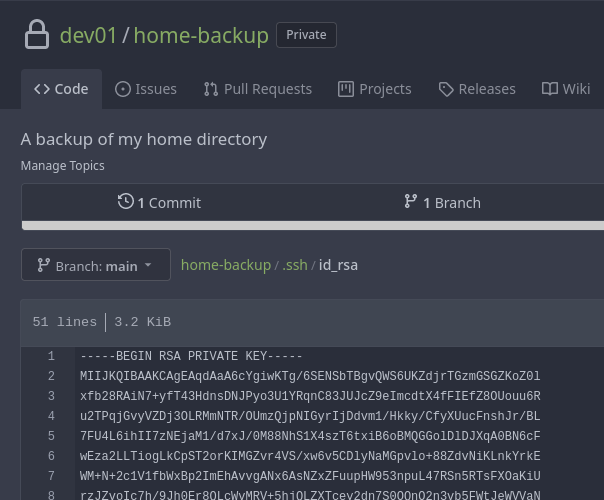 dev01 / home-backup Private
Code Issues Pull Requests Projects Releases Wiki
A backup of my home directory
Manage Topics
1 Commit 1 Branch
Branch: main home-backup / .ssh / id_rsa
51 lines 3.2 KiB
1 -----BEGIN RSA PRIVATE KEY-----
2 MIIJKQIBAAKCAgEAqdAaA6cYgiwKTg/6SENSbTBgvQWS6UKZdjrTGzmGSGZKoZ0l
3 xfb28RAiN7+yfT43HdnsDNJPyo3U1YRqnC83JUJcZ9eImcdtX4fFIEfZ8OUouu6R
4 u2TPqjGvyVZDj3OLRMmNTR/OUmzQjpNIGyrIjDdvm1/Hkky/CfyXUucFnshJr/BL
5 7FU4L6ihII7zNEjaM1/d7xJ/0M88NhS1X4szT6txiB6oBMQGGolDlDJXqA0BN6cF
6 wEza2LLTiogLkCpST2orKIMGZvr4VS/xw6v5CDlyNaMGpvlo+88ZdvNiKLnkYrkE
7 WM+N+2c1V1fbWxBp2ImEhAvvgANx6AsNZxZFuupHW953npuL47RSn5RTsFXOaKiU
8 rzJZvoIc7h/9Jh0Er8OLcWvMRV+5hjOLZXTcev2dn7S0OQnO2n3vb5FWtJeWVVaN